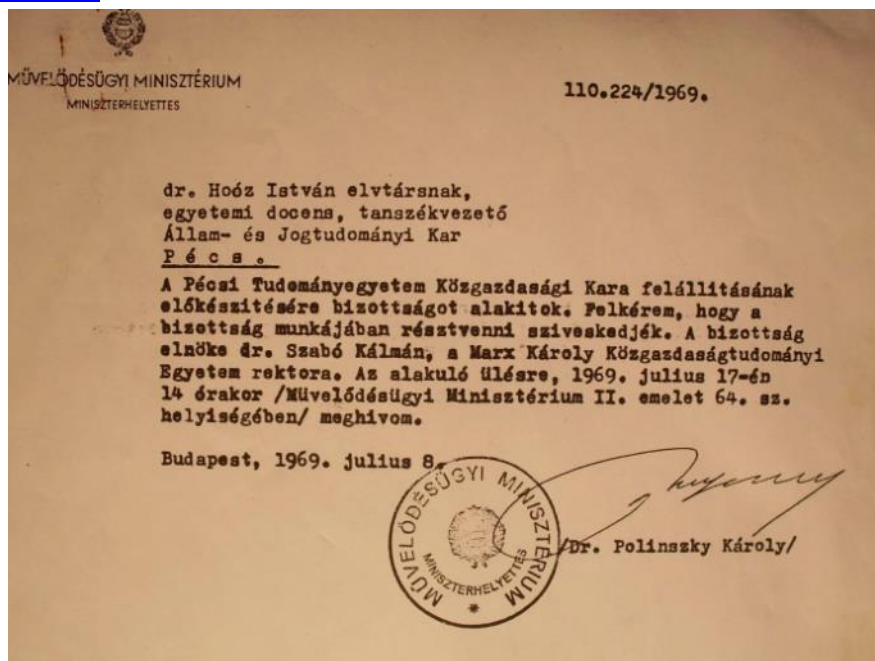 MŰVELŐDÉSÜGYI MINISZTÉRIUM
MINISZTERHELYETTES
110.224/1969.
dr. Hoóz István elvtársnak,
egyetemi docens, tanszékvezető
Állam- és Jogtudományi Kar
P é c s .
A Pécsi Tudományegyetem Közgazdasági Kara felállitásának
előkészitésére bizottságot alakitok. Felkérem, hogy a
bizottság munkájában résztvenni sziveskedjék. A bizottság
elnöke dr. Szabó Kálmán, a Marx Károly Közgazdaságtudományi
Egyetem rektora. Az alakuló ülésre, 1969. julius 17-én
14 órakor /Müvelődésügyi Minisztérium II. emelet 64. sz.
helyiségében/ meghivom.
Budapest, 1969. julius 8.
MŰVELŐDÉSÜGYI MINISZTÉRIUM
MINISZTERHELYETTES
/Dr. Polinszky Károly/